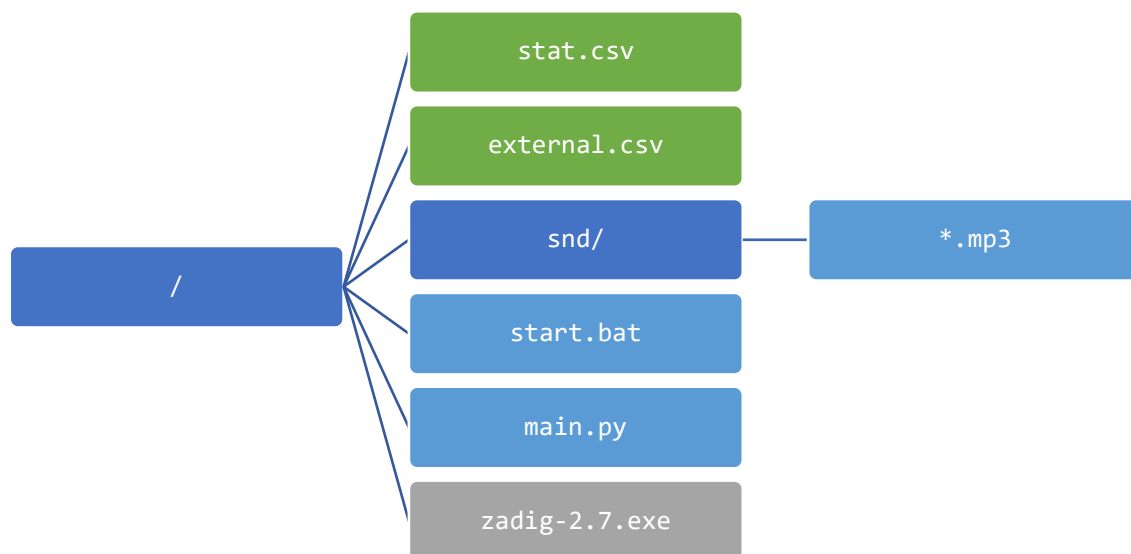 stat.csv
external.csv
snd/
*.mp3
/
start.bat
main.py
zadig-2.7.exe